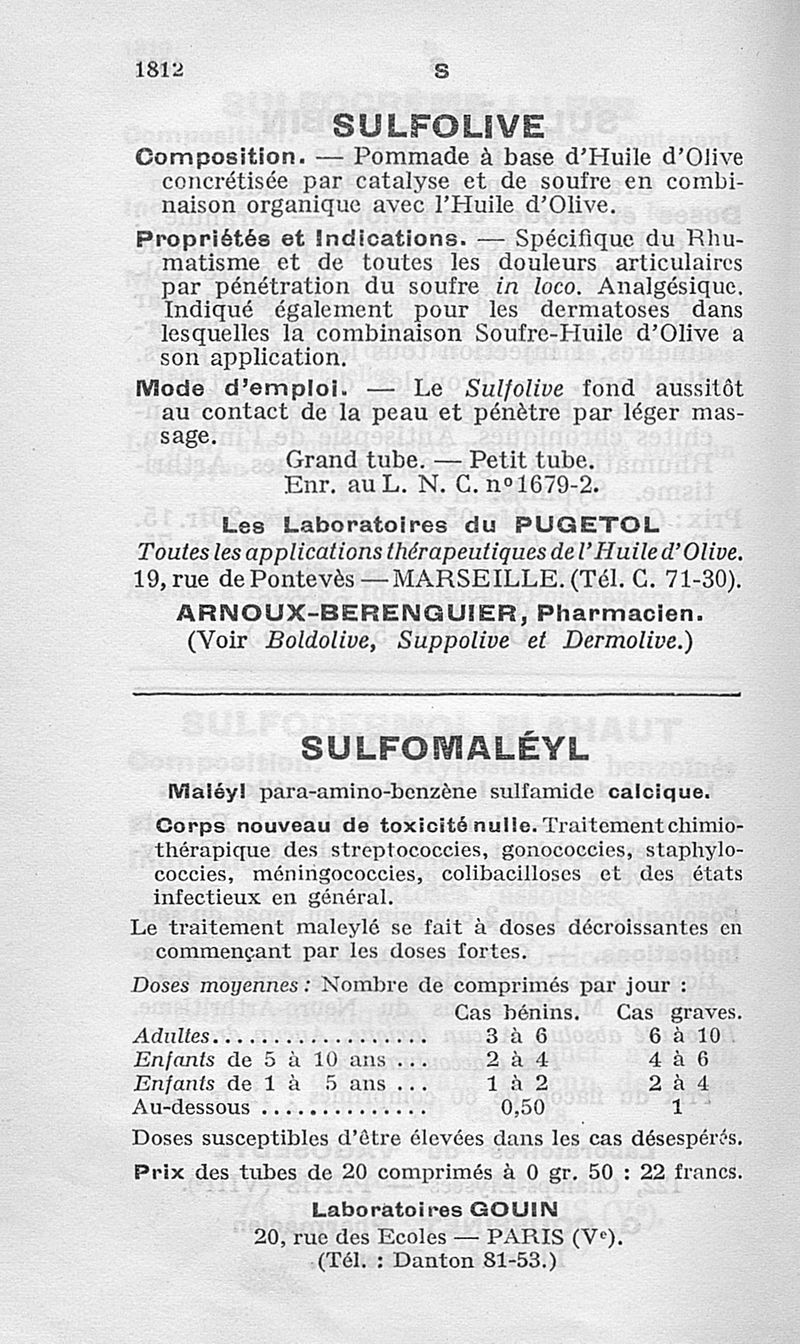 1812
S
SULFOLIVE
Composition. — Pommade à base d'Huile d'Olive
concrétisée par catalyse et de soufre en combi-
naison organique avec l'Huile d'Olive.
Propriétés et Indications. — Spécifique du Rhu-
matisme et de toutes les douleurs articulaires
par pénétration du soufre in loco. Analgésique.
Indiqué également pour les dermatoses dans
lesquelles la combinaison Soufre-Huile d'Olive a
son application.
Mode d'emploi. — Le Sulfolive fond aussitôt
au contact de la peau et pénètre par léger mas-
sage.
Grand tube. — Petit tube.
Enr. au L. N. C. nº 1679-2.
Les Laboratoires du PUGETOL
Toutes les applications thérapeutiques de l'Huile d'Olive.
19, rue de Pontevès — MARSEILLE. (Tél. C. 71-30).
ARNOUX-BERENGUIER, Pharmacien.
(Voir Boldolive, Suppolive et Dermolive.)
SULFOMALÉYL
Maléyl para-amino-benzène sulfamide calcique.
Corps nouveau de toxicité nulle. Traitement chimio-
thérapique des streptococcies, gonococcies, staphylo-
coccies, méningococcies, colibacilloses et des états
infectieux en général.
Le traitement maleylé se fait à doses décroissantes en
commençant par les doses fortes.
Doses moyennes : Nombre de comprimés par jour :
Cas bénins. Cas graves.
Adultes.................. 3 à 6 6 à 10
Enfants de 5 à 10 ans ... 2 à 4 4 à 6
Enfants de 1 à 5 ans ... 1 à 2 2 à 4
Au-dessous .............. 0,50 1
Doses susceptibles d'être élevées dans les cas désespérés.
Prix des tubes de 20 comprimés à 0 gr. 50 : 22 francs.
Laboratoires GOUIN
20, rue des Ecoles — PARIS (Vᵉ).
(Tél. : Danton 81-53.)